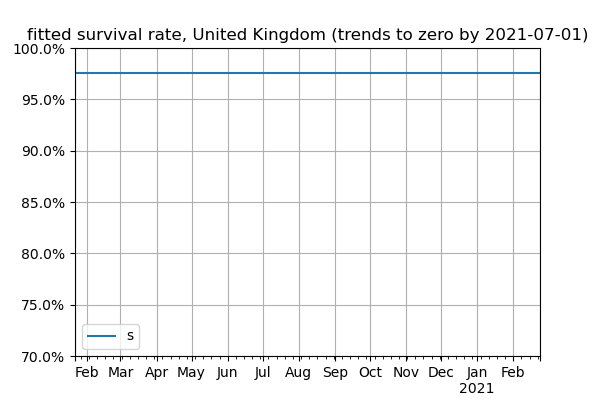 fitted survival rate, United Kingdom (trends to zero by 2021-07-01)
100.0%
95.0%
90.0%
85.0%
80.0%
75.0%
70.0%
s
Feb Mar Apr May Jun Jul Aug Sep Oct Nov Dec Jan Feb
2021